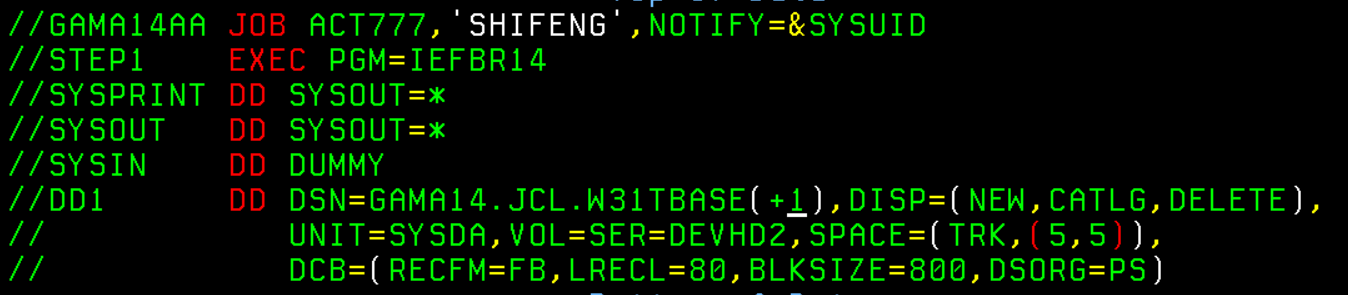 //GAMA14AA JOB ACT777,'SHIFENG',NOTIFY=&SYSUID
//STEP1    EXEC PGM=IEFBR14
//SYSPRINT DD SYSOUT=*
//SYSOUT   DD SYSOUT=*
//SYSIN    DD DUMMY
//DD1      DD DSN=GAMA14.JCL.W31TBASE(+1),DISP=(NEW,CATLG,DELETE),
//            UNIT=SYSDA,VOL=SER=DEVHD2,SPACE=(TRK,(5,5)),
//            DCB=(RECFM=FB,LRECL=80,BLKSIZE=800,DSORG=PS)